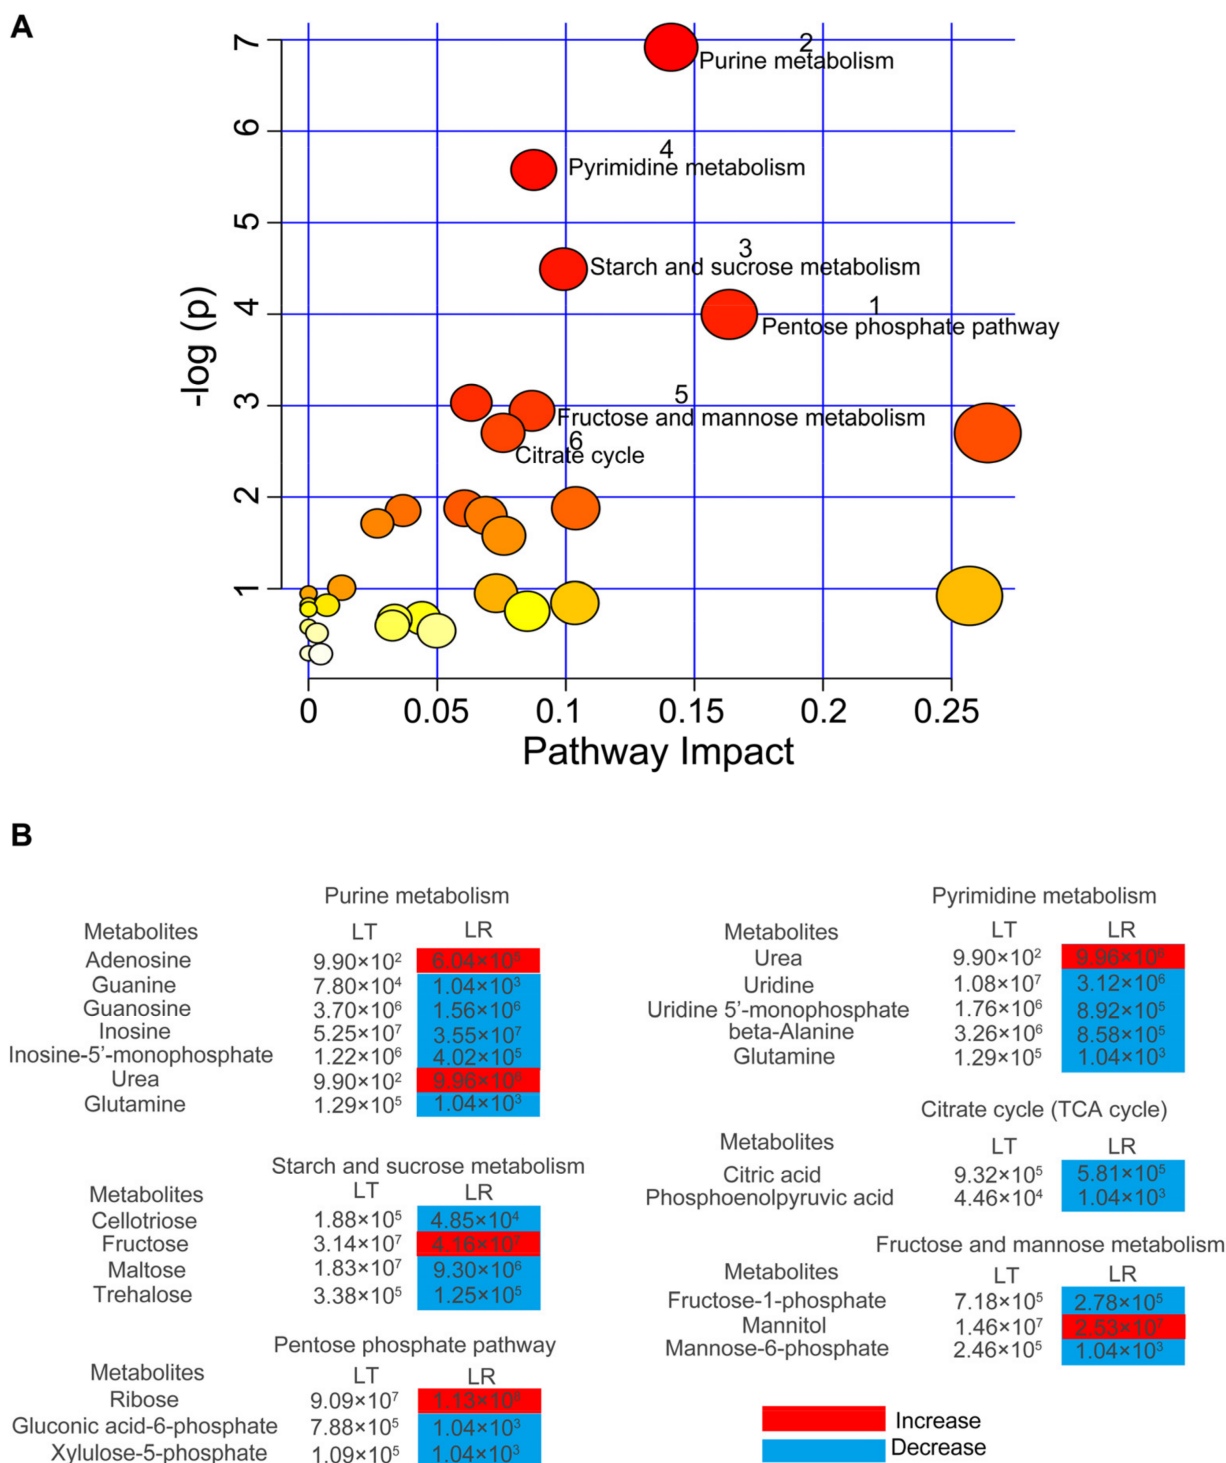 A
-log (p)
7
6
5
4
3
2
1
2
Purine metabolism
4
Pyrimidine metabolism
3
Starch and sucrose metabolism
1
Pentose phosphate pathway
5
Fructose and mannose metabolism
6
Citrate cycle
0 0.05 0.1 0.15 0.2 0.25
Pathway Impact
B
Purine metabolism
Metabolites LT LR
Adenosine 9.90×10² 6.04×10⁶
Guanine 7.80×10⁴ 1.04×10³
Guanosine 3.70×10⁶ 1.56×10⁶
Inosine 5.25×10⁷ 3.55×10⁷
Inosine-5’-monophosphate 1.22×10⁶ 4.02×10⁵
Urea 9.90×10² 9.96×10⁶
Glutamine 1.29×10⁵ 1.04×10³
Starch and sucrose metabolism
Metabolites LT LR
Cellotriose 1.88×10⁵ 4.85×10⁴
Fructose 3.14×10⁷ 4.16×10⁷
Maltose 1.83×10⁷ 9.30×10⁶
Trehalose 3.38×10⁵ 1.25×10⁵
Pentose phosphate pathway
Metabolites LT LR
Ribose 9.09×10⁷ 1.13×10⁸
Gluconic acid-6-phosphate 7.88×10⁵ 1.04×10³
Xylulose-5-phosphate 1.09×10⁵ 1.04×10³
Pyrimidine metabolism
Metabolites LT LR
Urea 9.90×10² 9.96×10⁶
Uridine 1.08×10⁷ 3.12×10⁶
Uridine 5’-monophosphate 1.76×10⁶ 8.92×10⁵
beta-Alanine 3.26×10⁶ 8.58×10⁵
Glutamine 1.29×10⁵ 1.04×10³
Citrate cycle (TCA cycle)
Metabolites LT LR
Citric acid 9.32×10⁵ 5.81×10⁵
Phosphoenolpyruvic acid 4.46×10⁴ 1.04×10³
Fructose and mannose metabolism
Metabolites LT LR
Fructose-1-phosphate 7.18×10⁵ 2.78×10⁵
Mannitol 1.46×10⁷ 2.53×10⁷
Mannose-6-phosphate 2.46×10⁵ 1.04×10³
Increase
Decrease